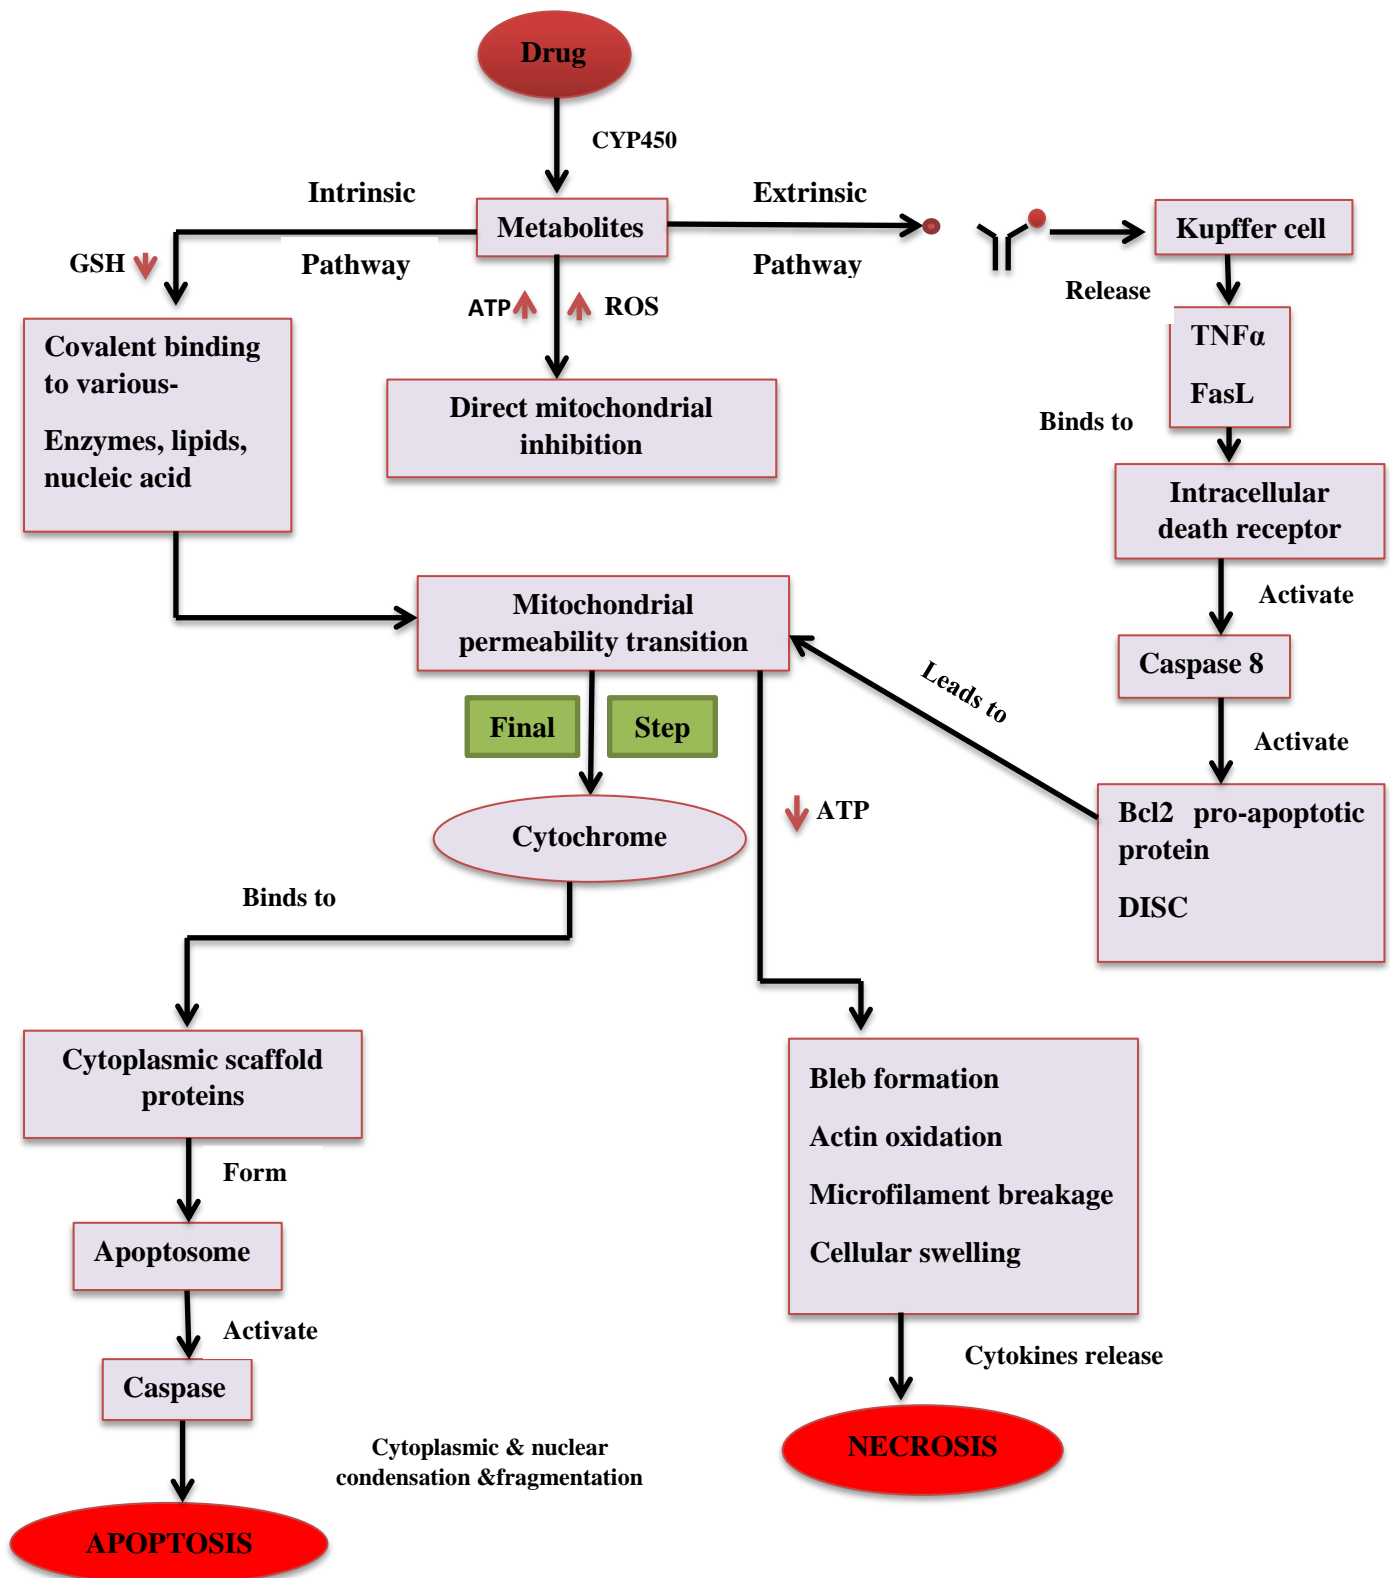 Drug
CYP450
Intrinsic
Pathway
Metabolites
Extrinsic
Pathway
Kupffer cell
GSH
ATP
ROS
Release
TNFα
FasL
Covalent binding
to various-
Enzymes, lipids,
nucleic acid
Direct mitochondrial
inhibition
Binds to
Intracellular
death receptor
Activate
Caspase 8
Activate
Bcl2 pro-apoptotic
protein
DISC
Leads to
Mitochondrial
permeability transition
Final
Step
Cytochrome
ATP
Binds to
Cytoplasmic scaffold
proteins
Form
Apoptosome
Activate
Caspase
Cytoplasmic & nuclear
condensation &fragmentation
APOPTOSIS
Bleb formation
Actin oxidation
Microfilament breakage
Cellular swelling
Cytokines release
NECROSIS